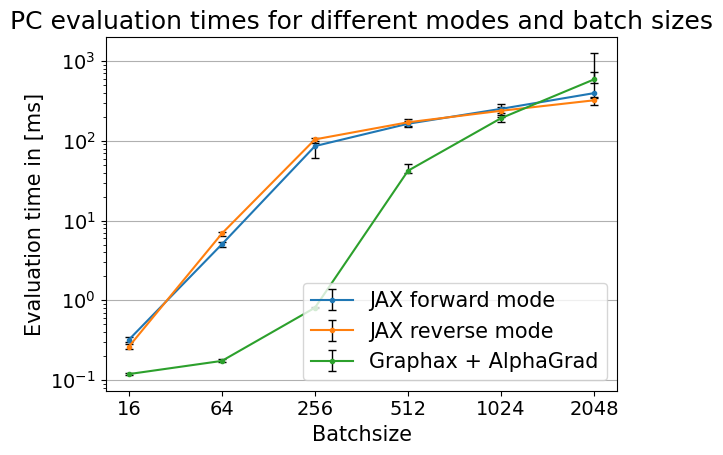 PC evaluation times for different modes and batch sizes
Evaluation time in [ms]
10³
10²
10¹
10⁰
10⁻¹
JAX forward mode
JAX reverse mode
Graphax + AlphaGrad
16 64 256 512 1024 2048
Batchsize